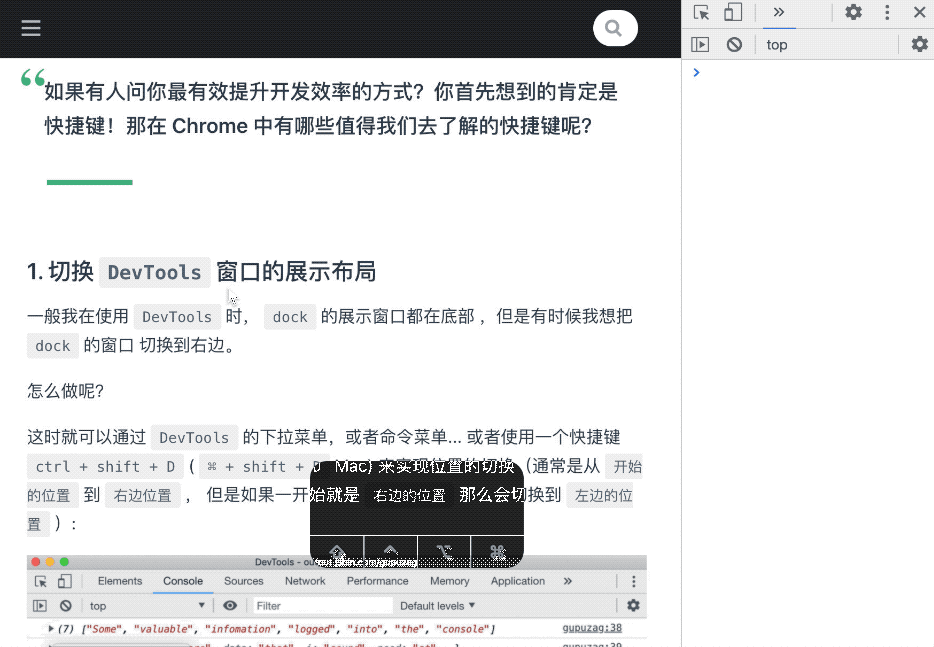 top
如果有人问你最有效提升开发效率的方式？你首先想到的肯定是
快捷键！那在 Chrome 中有哪些值得我们去了解的快捷键呢？
1. 切换 DevTools 窗口的展示布局
一般我在使用 DevTools 时， dock 的展示窗口都在底部 ，但是有时候我想把
dock 的窗口 切换到右边。
怎么做呢？
这时就可以通过 DevTools 的下拉菜单，或者命令菜单... 或者使用一个快捷键
ctrl + shift + D ( ⌘ + shift + D Mac) 来实现位置的切换（通常是从 开始
的位置 到 右边位置 ， 但是如果一开始就是 右边的位置 那么会切换到 左边的位
置 ）:
DevTools - ou
Elements Console Sources Network Performance Memory Application »
top ▼ Filter Default levels ▼
▶ (7) ["Some", "valuable", "infomation", "logged", "into", "the", "console"] gupuzag:38